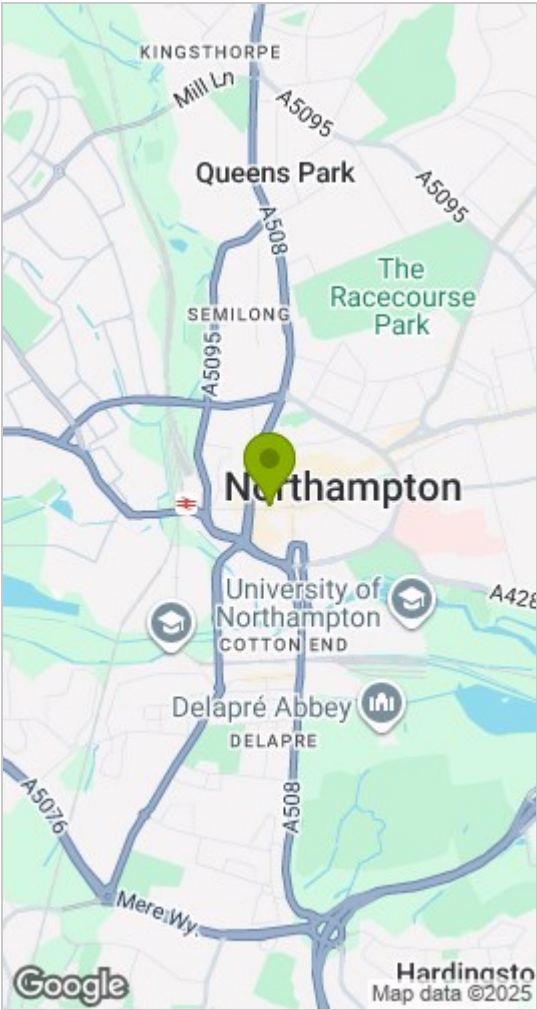 KINGSTHORPE
Mill Ln
A5095
Queens Park
A5095
A508
The
Racecourse
Park
SEMILONG
A5095
Northampton
University of
Northampton
A428
COTTON END
Delapré Abbey
DELAPRE
A5076
A508
Mere Wy.
Hardingsto
Google
Map data ©2025